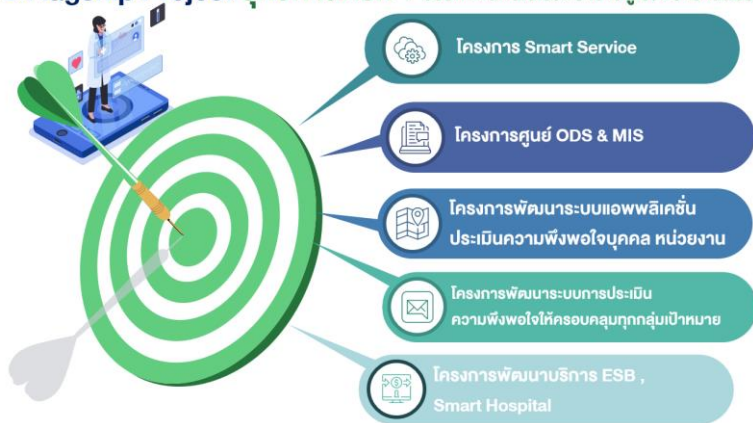 โครงการ Smart Service
โครงการศูนย์ ODS & MIS
โครงการพัฒนาระบบแอพพลิเคชั่น
ประเมินความพึงพอใจบุคคล หน่วยงาน
โครงการพัฒนาระบบการประเมิน
ความพึงพอใจให้ครอบคลุมทุกกลุ่มเป้าหมาย
โครงการพัฒนาบริการ ESB ,
Smart Hospital